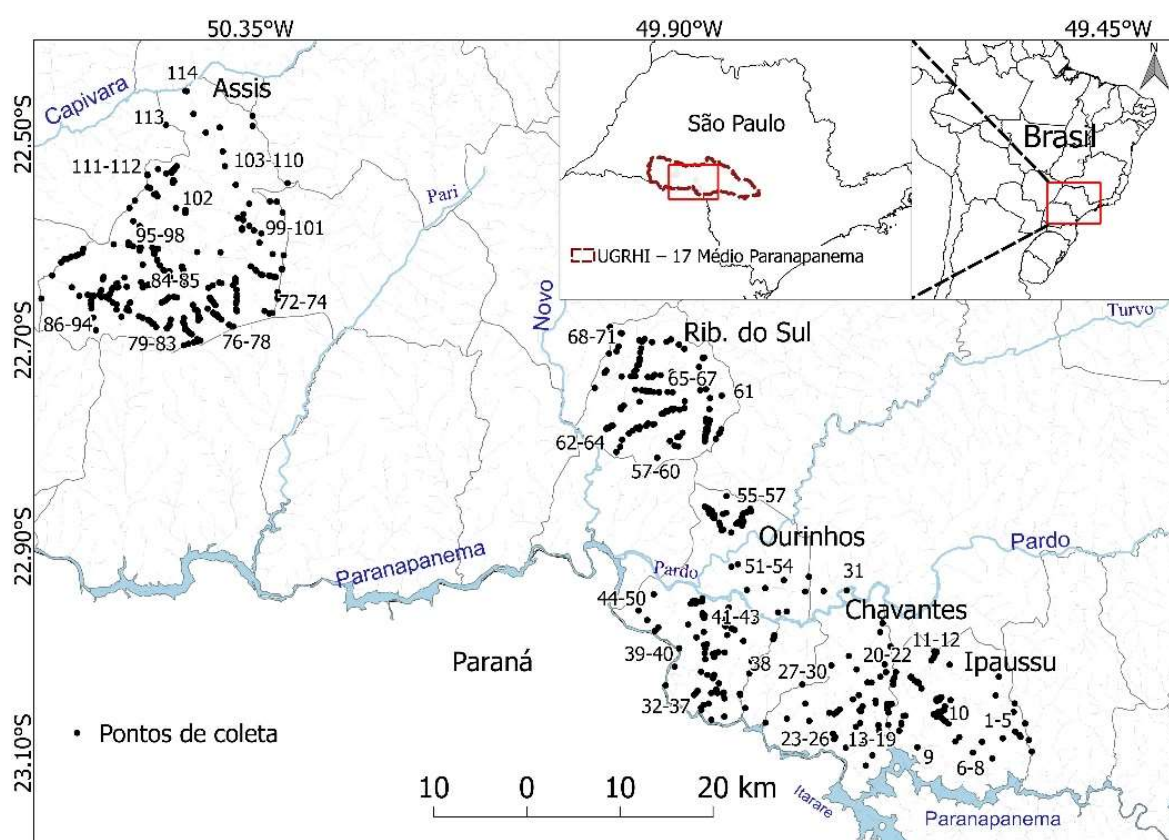 50.35°W
49.90°W
49.45°W
N
114
Assis
Capivara
113
22.50°S
São Paulo
Brasil
103-110
111-112
Pari
102
99-101
95-98
UGRHI – 17 Médio Paranapanema
84-85
72-74
Novo
Turvo
86-94
79-83
76-78
22.70°S
68-71
Rib. do Sul
65-67
61
62-64
57-60
55-57
Ourinhos
22.90°S
Paranapanema
Pardo
Pardo
51-54
31
44-50
Chavantes
41-43
11-12
39-40
Paraná
38
27-30
20-22
Ipaussu
32-37
10
1-5
23.10°S
Pontos de coleta
23-26
13-19
9
6-8
10
0
10
20 km
Itarare
Paranapanema